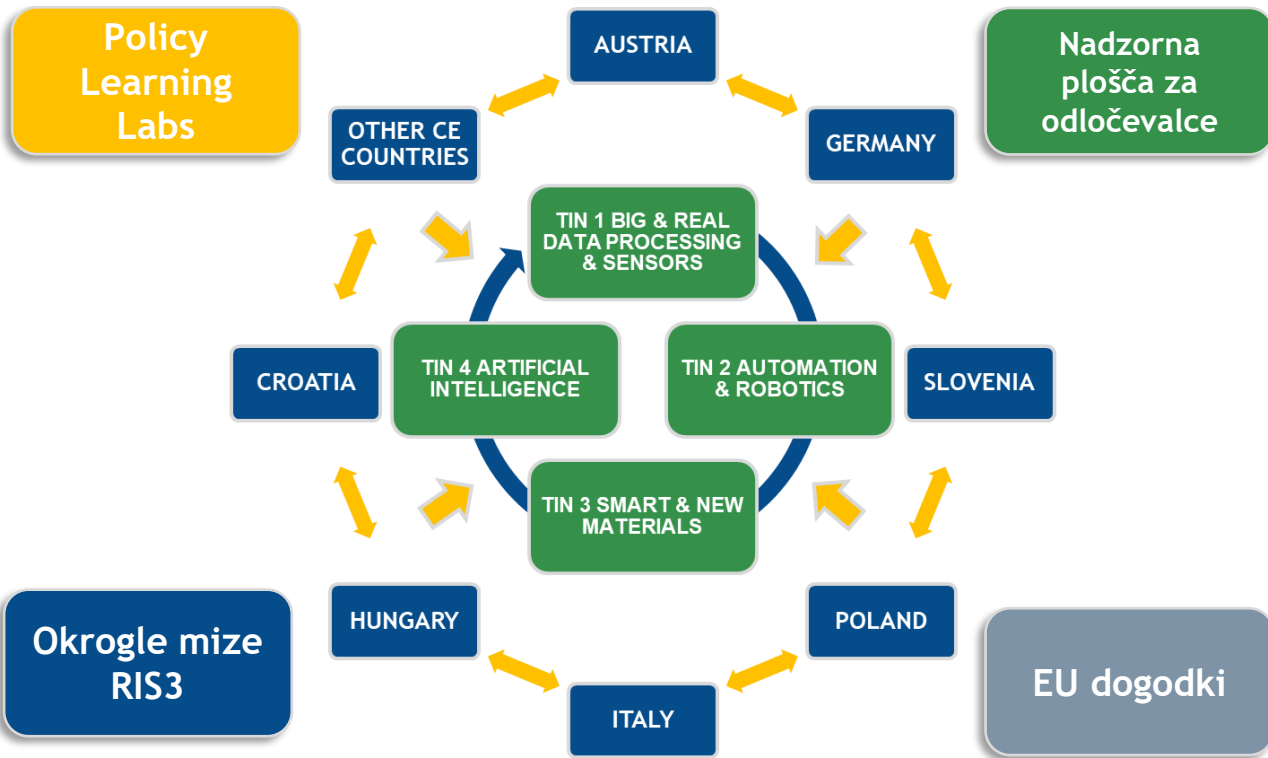 Policy
Learning
Labs
AUSTRIA
Nadzorna
plošča za
odločevalce
OTHER CE
COUNTRIES
GERMANY
TIN 1 BIG & REAL
DATA PROCESSING
& SENSORS
CROATIA
TIN 4 ARTIFICIAL
INTELLIGENCE
TIN 2 AUTOMATION
& ROBOTICS
SLOVENIA
TIN 3 SMART & NEW
MATERIALS
HUNGARY
POLAND
Okrogle mize
RIS3
ITALY
EU dogodki